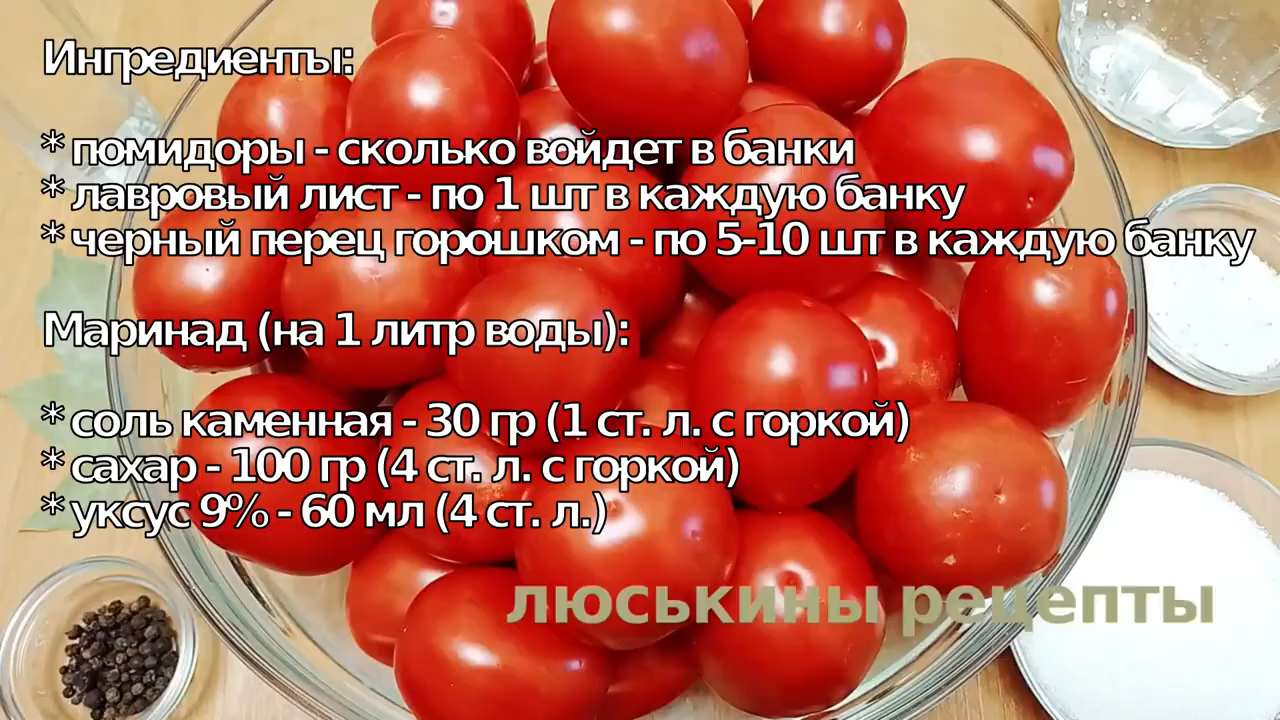 Ингредиенты:
* помидоры - сколько войдет в банки
* лавровый лист - по 1 шт в каждую банку
* черный перец горошком - по 5-10 шт в каждую банку
Маринад (на 1 литр воды):
* соль каменная - 30 гр (1 ст. л. с горкой)
* сахар - 100 гр (4 ст. л. с горкой)
* уксус 9% - 60 мл (4 ст. л.)
люськины рецепты